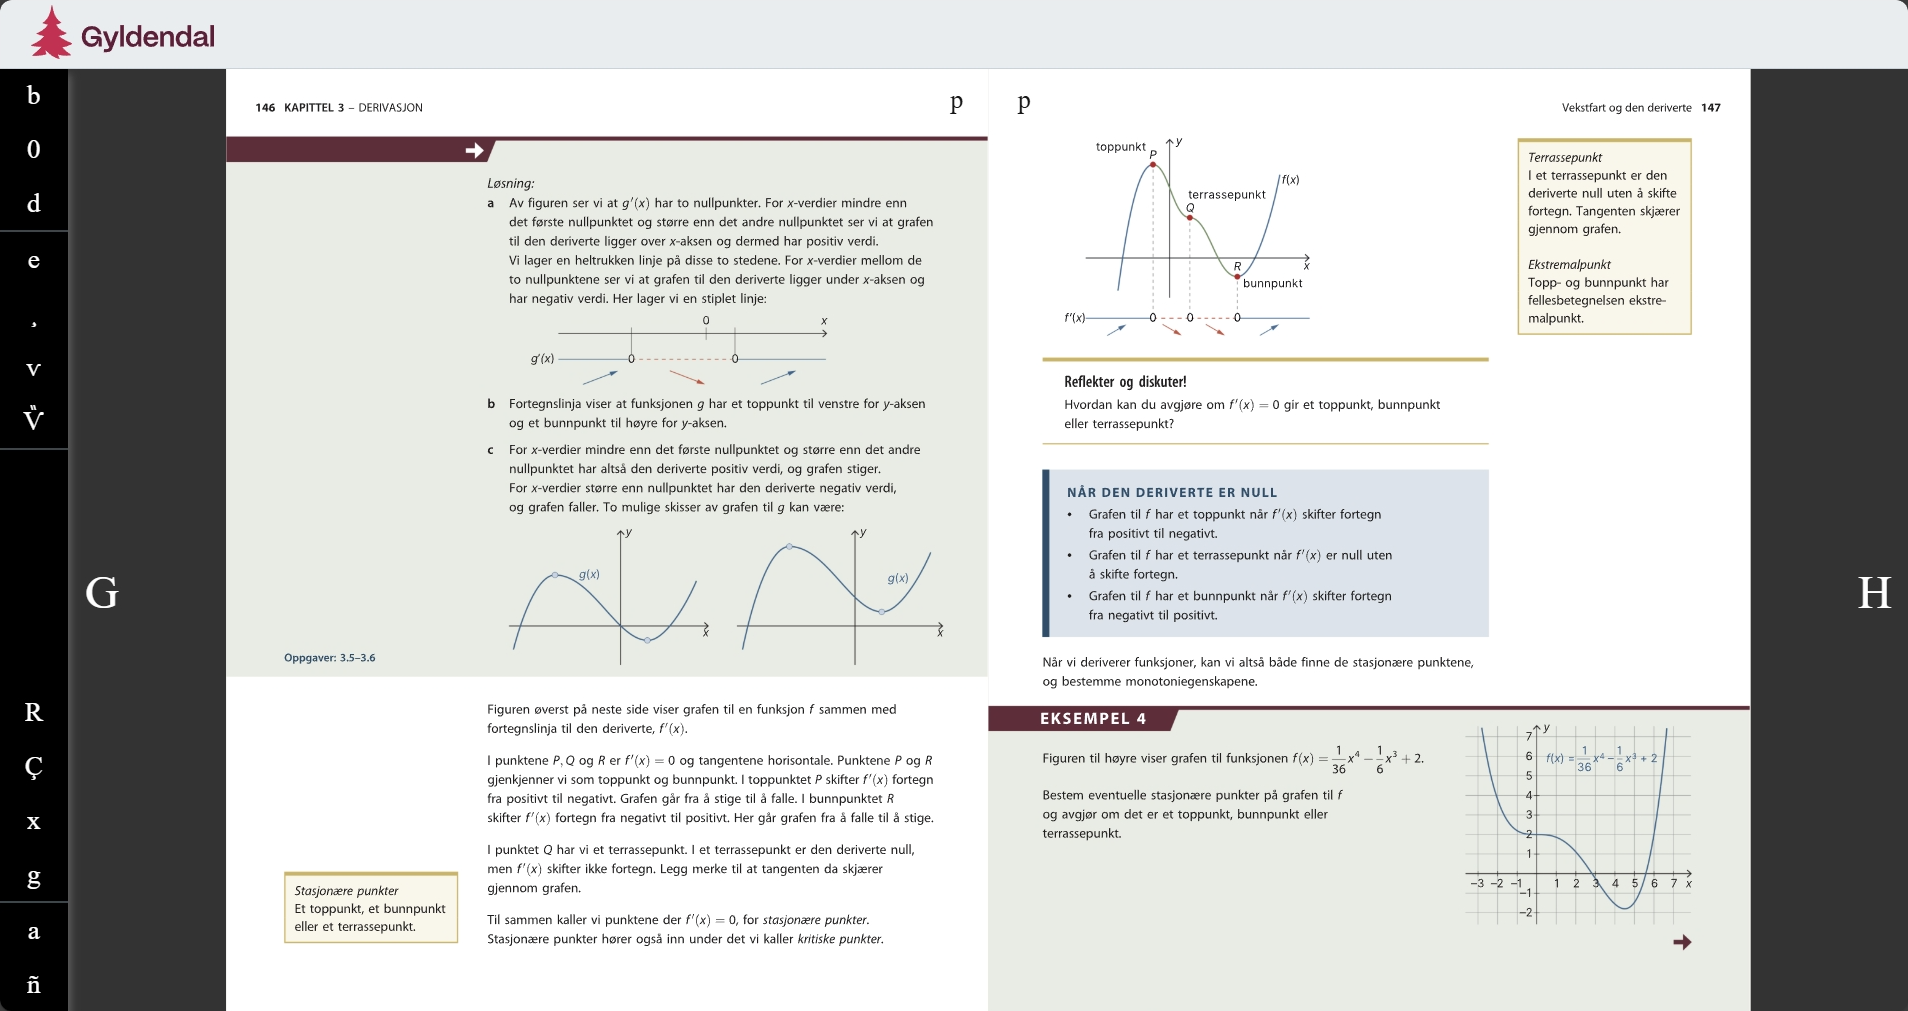 Gyldendal
b
0
d
e
¸
v
R
Ç
x
g
a
ñ
G
H
146 KAPITTEL 3 – DERIVASJON
p
Løsning:
a Av figuren ser vi at g′(x) har to nullpunkter. For x-verdier mindre enn
det første nullpunktet og større enn det andre nullpunktet ser vi at grafen
til den deriverte ligger over x-aksen og dermed har positiv verdi.
Vi lager en heltrukken linje på disse to stedene. For x-verdier mellom de
to nullpunktene ser vi at grafen til den deriverte ligger under x-aksen og
har negativ verdi. Her lager vi en stiplet linje:
0 x
g′(x) 0 0
b Fortegnslinja viser at funksjonen g har et toppunkt til venstre for y-aksen
og et bunnpunkt til høyre for y-aksen.
c For x-verdier mindre enn det første nullpunktet og større enn det andre
nullpunktet har altså den deriverte positiv verdi, og grafen stiger.
For x-verdier større enn nullpunktet har den deriverte negativ verdi,
og grafen faller. To mulige skisser av grafen til g kan være:
y
g(x)
x
y
g(x)
x
Oppgaver: 3.5–3.6
Figuren øverst på neste side viser grafen til en funksjon f sammen med
fortegnslinja til den deriverte, f′(x).
I punktene P, Q og R er f′(x) = 0 og tangentene horisontale. Punktene P og R
gjenkjenner vi som toppunkt og bunnpunkt. I toppunktet P skifter f′(x) fortegn
fra positivt til negativt. Grafen går fra å stige til å falle. I bunnpunktet R
skifter f′(x) fortegn fra negativt til positivt. Her går grafen fra å falle til å stige.
I punktet Q har vi et terrassepunkt. I et terrassepunkt er den deriverte null,
men f′(x) skifter ikke fortegn. Legg merke til at tangenten da skjærer
gjennom grafen.
Stasjonære punkter
Et toppunkt, et bunnpunkt
eller et terrassepunkt.
Til sammen kaller vi punktene der f′(x) = 0, for stasjonære punkter.
Stasjonære punkter hører også inn under det vi kaller kritiske punkter.
p
Vekstfart og den deriverte 147
toppunkt
P
y
f(x)
terrassepunkt
Q
R
x
bunnpunkt
f′(x) 0 0 0
Terrassepunkt
I et terrassepunkt er den
deriverte null uten å skifte
fortegn. Tangenten skjærer
gjennom grafen.
Ekstremalpunkt
Topp- og bunnpunkt har
fellesbetegnelsen ekstre-
malpunkt.
Reflekter og diskuter!
Hvordan kan du avgjøre om f′(x) = 0 gir et toppunkt, bunnpunkt
eller terrassepunkt?
NÅR DEN DERIVERTE ER NULL
• Grafen til f har et toppunkt når f′(x) skifter fortegn
fra positivt til negativt.
• Grafen til f har et terrassepunkt når f′(x) er null uten
å skifte fortegn.
• Grafen til f har et bunnpunkt når f′(x) skifter fortegn
fra negativt til positivt.
Når vi deriverer funksjoner, kan vi altså både finne de stasjonære punktene,
og bestemme monotoniegenskapene.
EKSEMPEL 4
Figuren til høyre viser grafen til funksjonen f(x) = 1/36 x⁴ − 1/6 x³ + 2.
Bestem eventuelle stasjonære punkter på grafen til f
og avgjør om det er et toppunkt, bunnpunkt eller
terrassepunkt.
y
7
6
f(x) = 1/36 x⁴ − 1/6 x³ + 2
5
4
3
2
1
−3 −2 −1 1 2 3 4 5 6 7 x
−1
−2